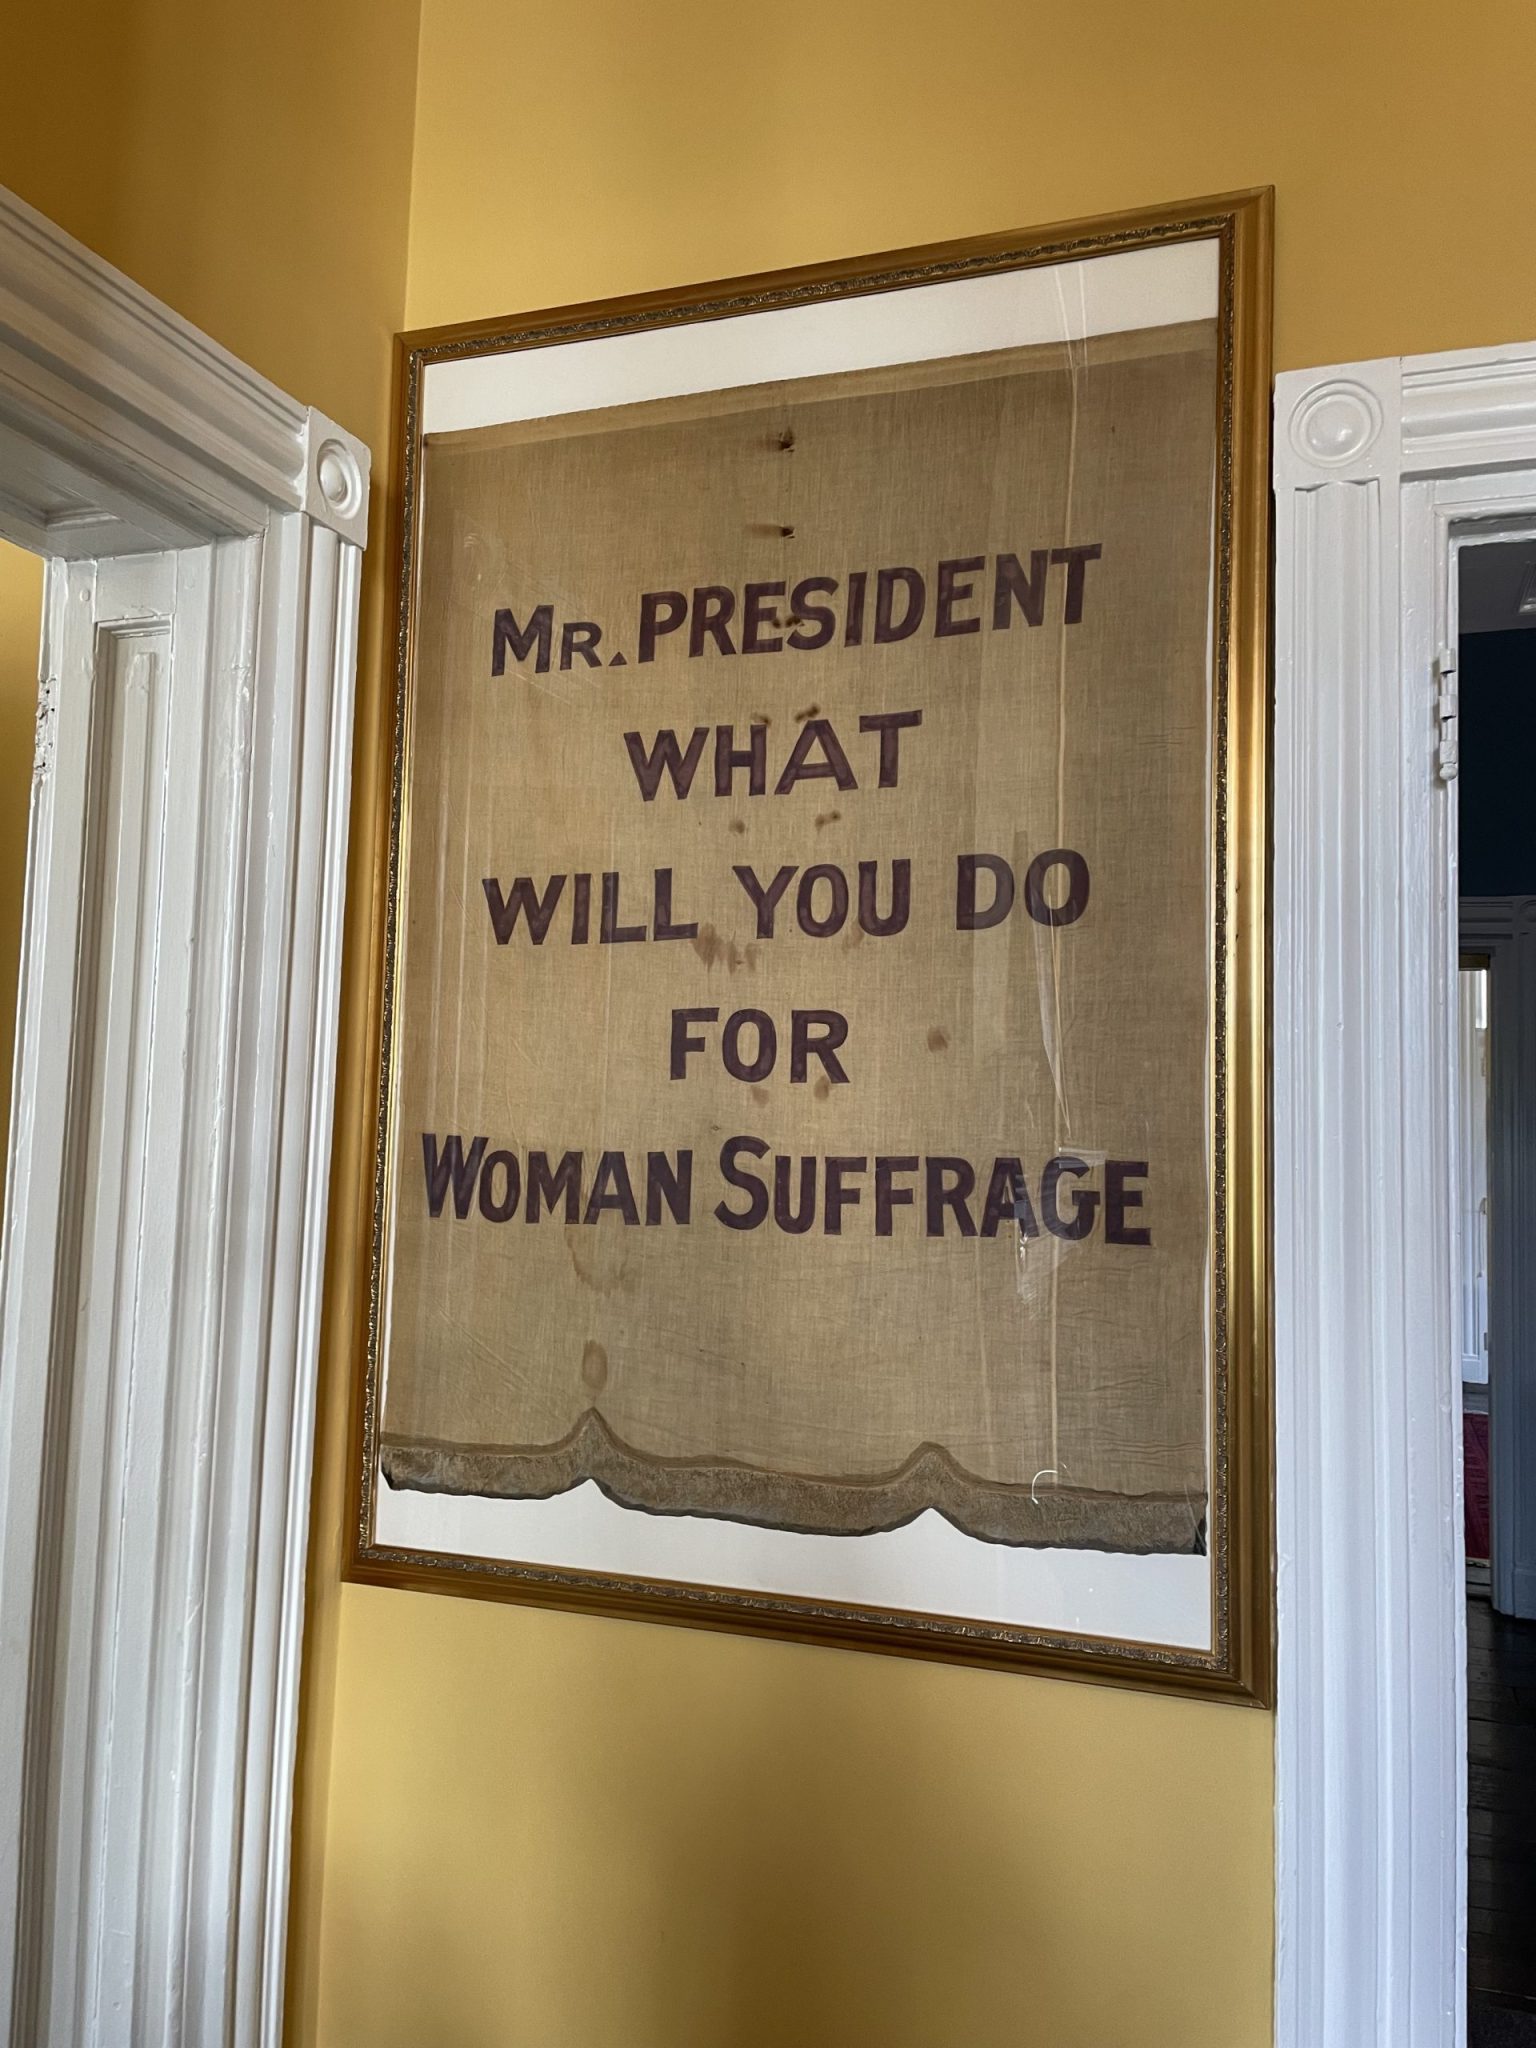 MR. PRESIDENT
WHAT
WILL YOU DO
FOR
WOMAN SUFFRAGE